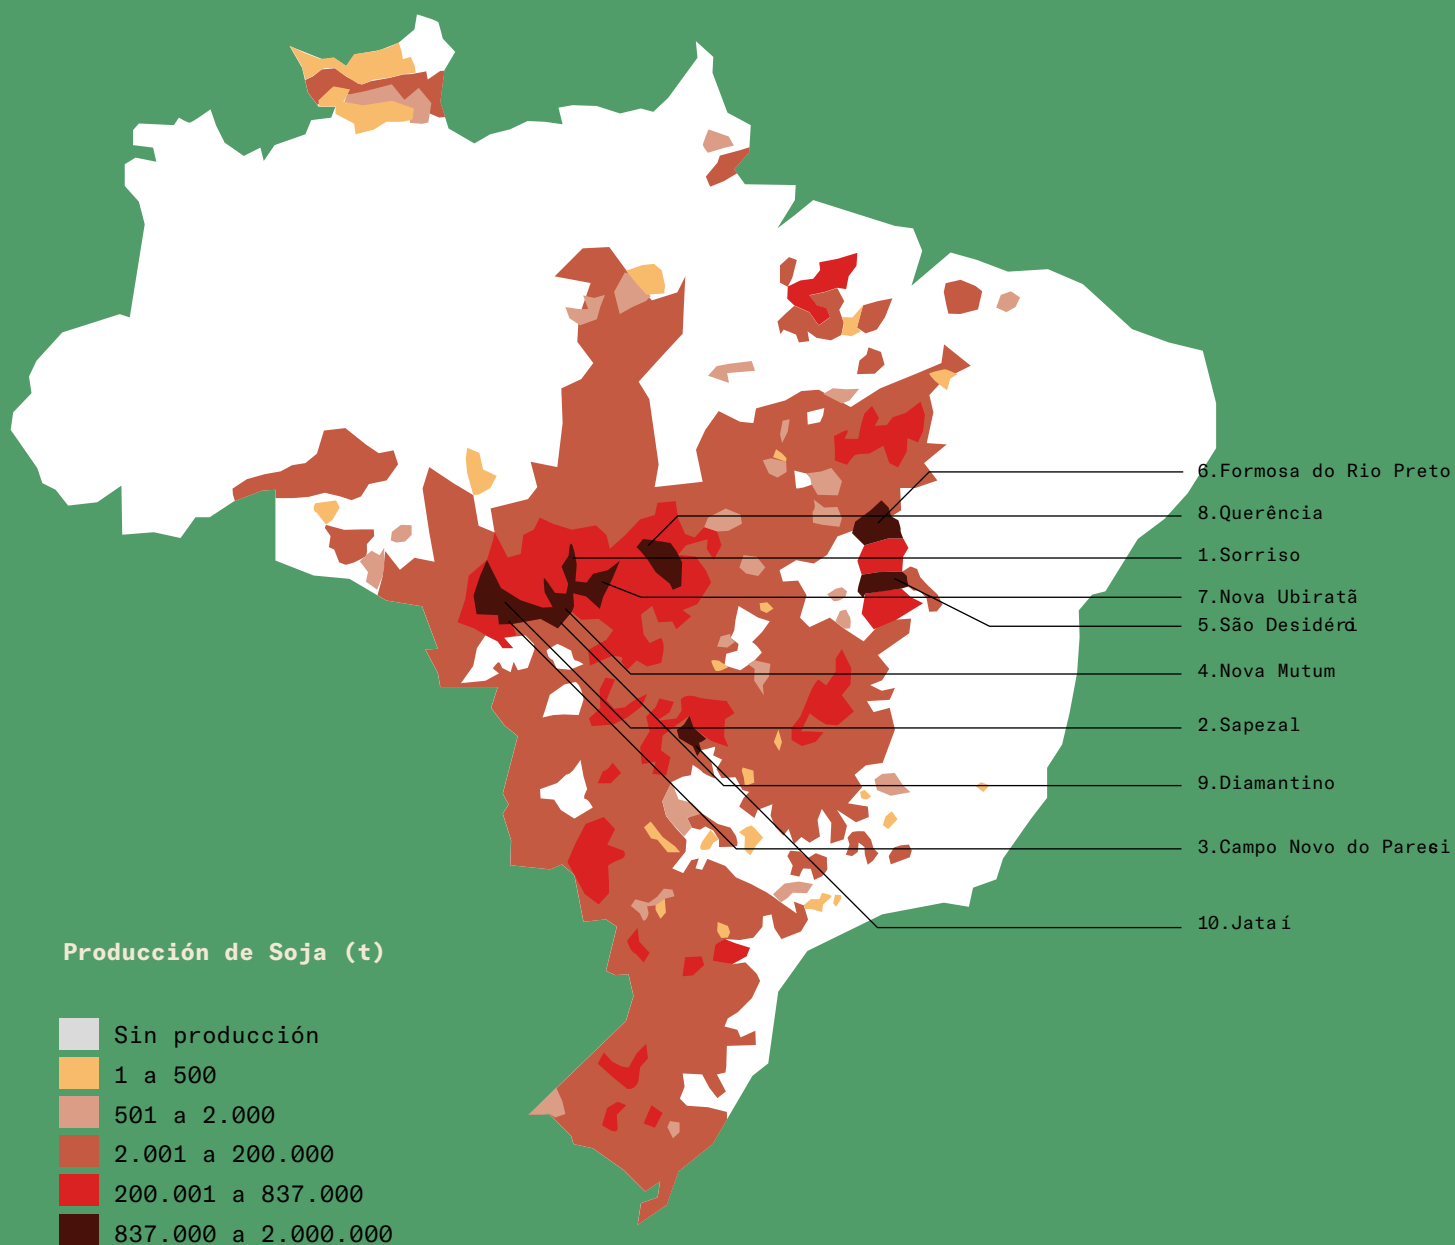 6.Formosa do Rio Preto
8.Querência
1.Sorriso
7.Nova Ubiratã
5.São Desidéri
4.Nova Mutum
2.Sapezal
9.Diamantino
3.Campo Novo do Paresi
10.Jataí
Producción de Soja (t)
Sin producción
1 a 500
501 a 2.000
2.001 a 200.000
200.001 a 837.000
837.000 a 2.000.000